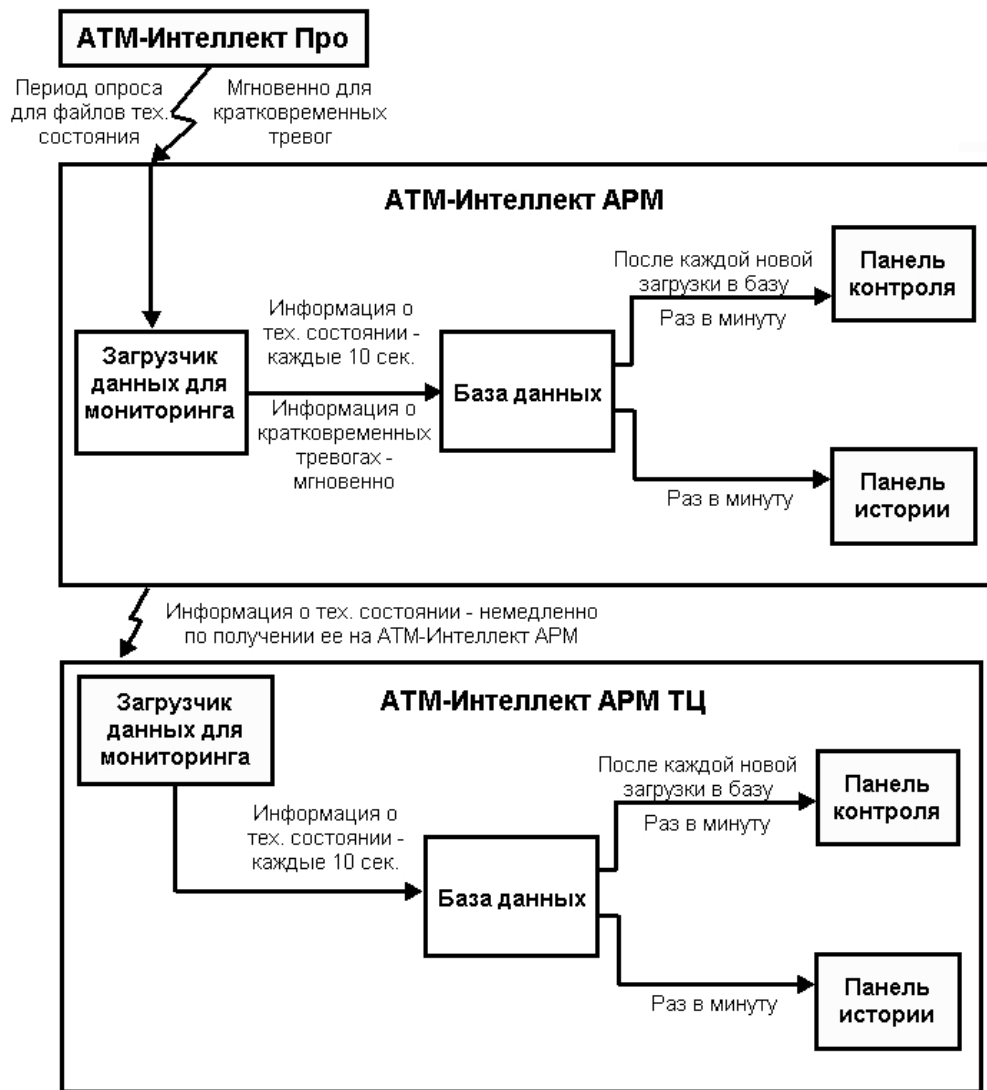 АТМ-Интеллект Про
Период опроса
для файлов тех.
состояния
Мгновенно для
кратковременных
тревог
АТМ-Интеллект АРМ
Загрузчик
данных для
мониторинга
Информация о
тех. состоянии -
каждые 10 сек.
Информация о
кратковременных
тревогах -
мгновенно
База данных
После каждой новой
загрузки в базу
Раз в минуту
Панель
контроля
Раз в минуту
Панель
истории
Информация о тех. состоянии - немедленно
по получении ее на АТМ-Интеллект АРМ
АТМ-Интеллект АРМ ТЦ
Загрузчик
данных для
мониторинга
Информация о
тех. состоянии -
каждые 10 сек.
База данных
После каждой новой
загрузки в базу
Раз в минуту
Панель
контроля
Раз в минуту
Панель
истории